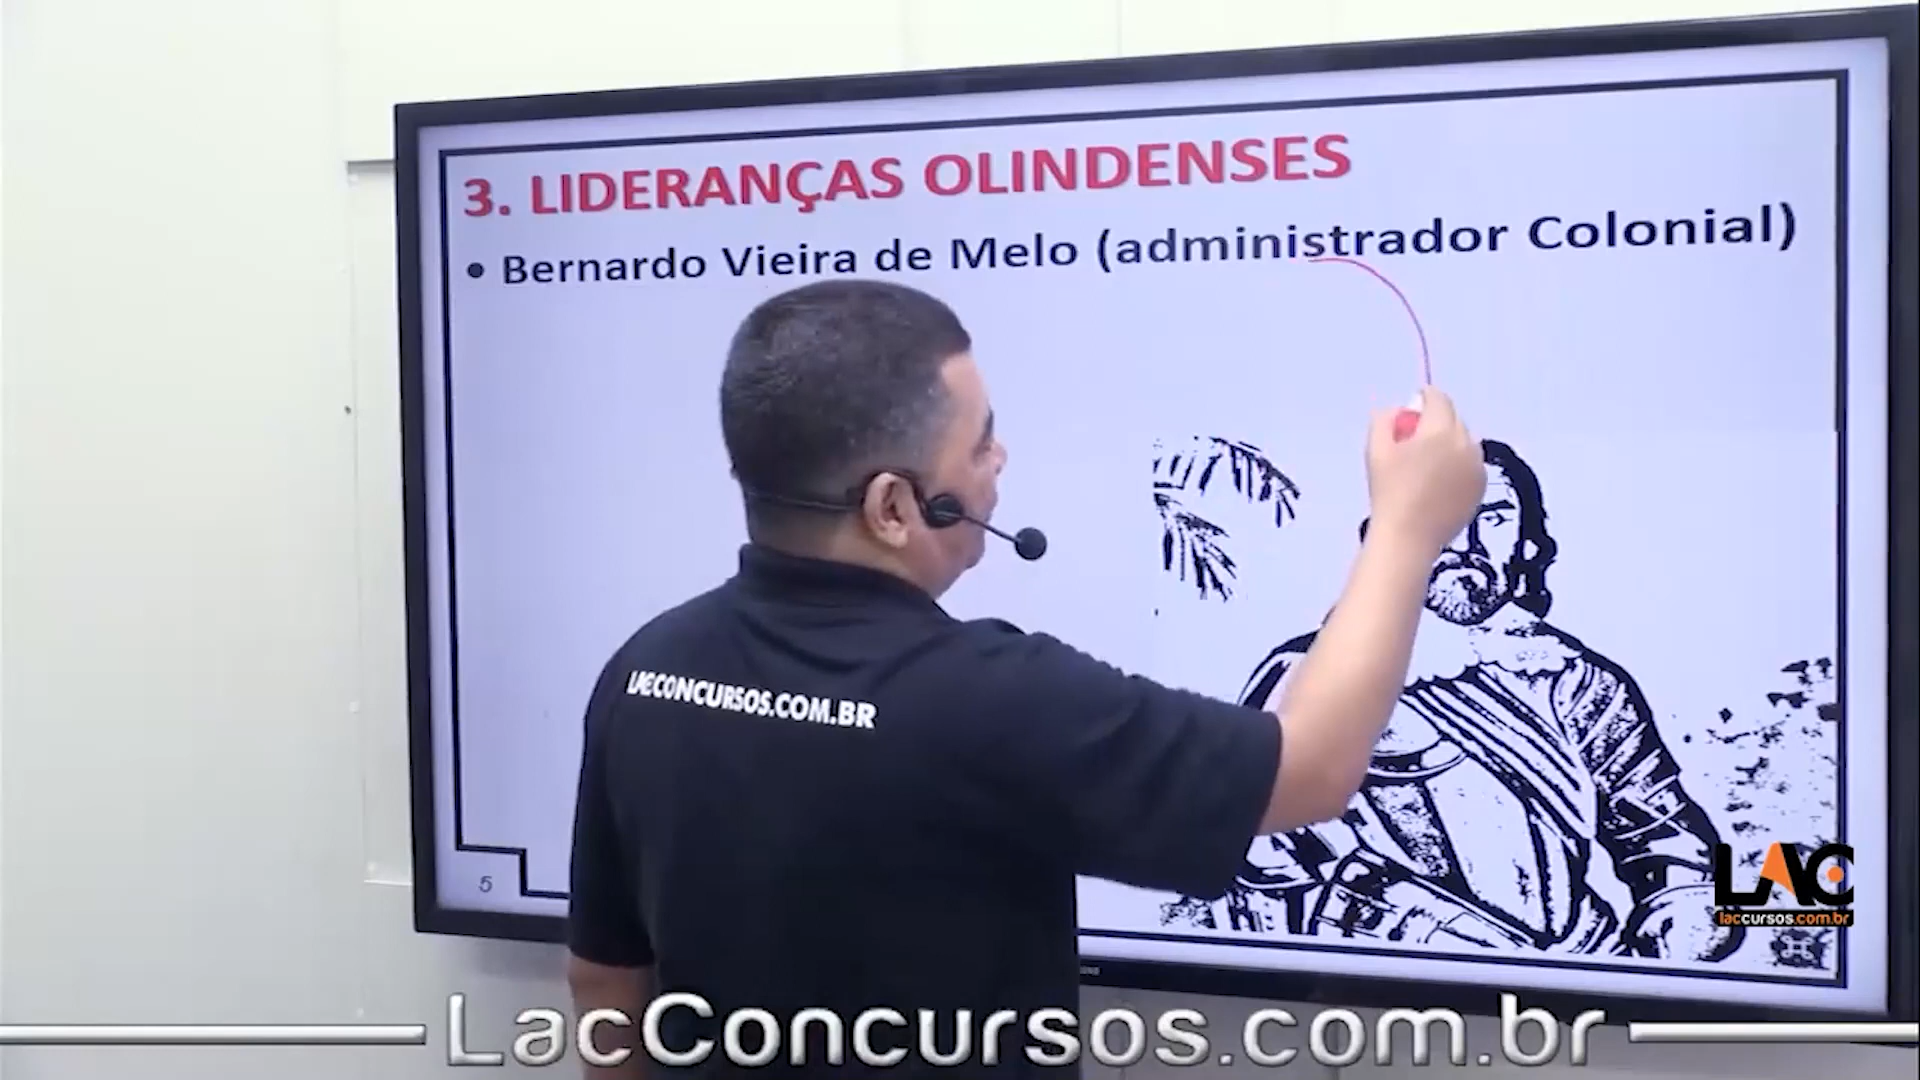 3. LIDERANÇAS OLINDENSES
• Bernardo Vieira de Melo (administrador Colonial)
LACCONCURSOS.COM.BR
5
LAC
laccursos.com.br
LacConcursos.com.br